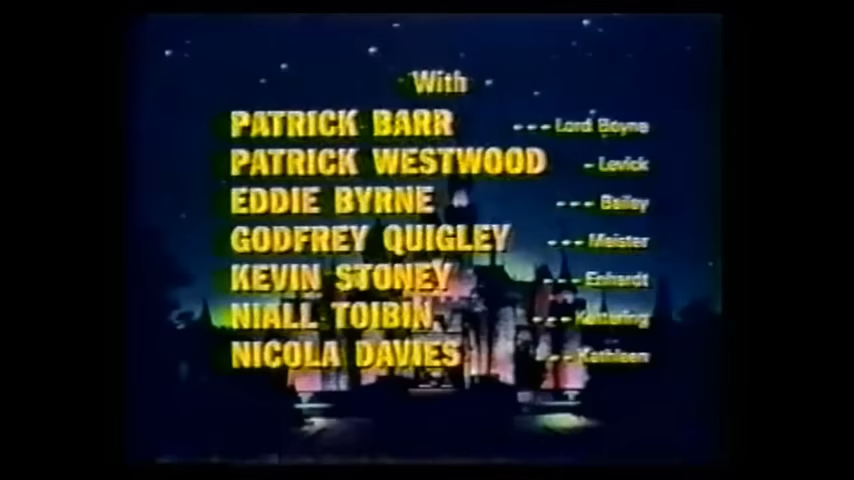 With
PATRICK BARR --- Lord Boyne
PATRICK WESTWOOD - Levick
EDDIE BYRNE --- Bailey
GODFREY QUIGLEY --- Meister
KEVIN STONEY --- Enhardt
NIALL TOIBIN --- Kettering
NICOLA DAVIES --- Kathleen